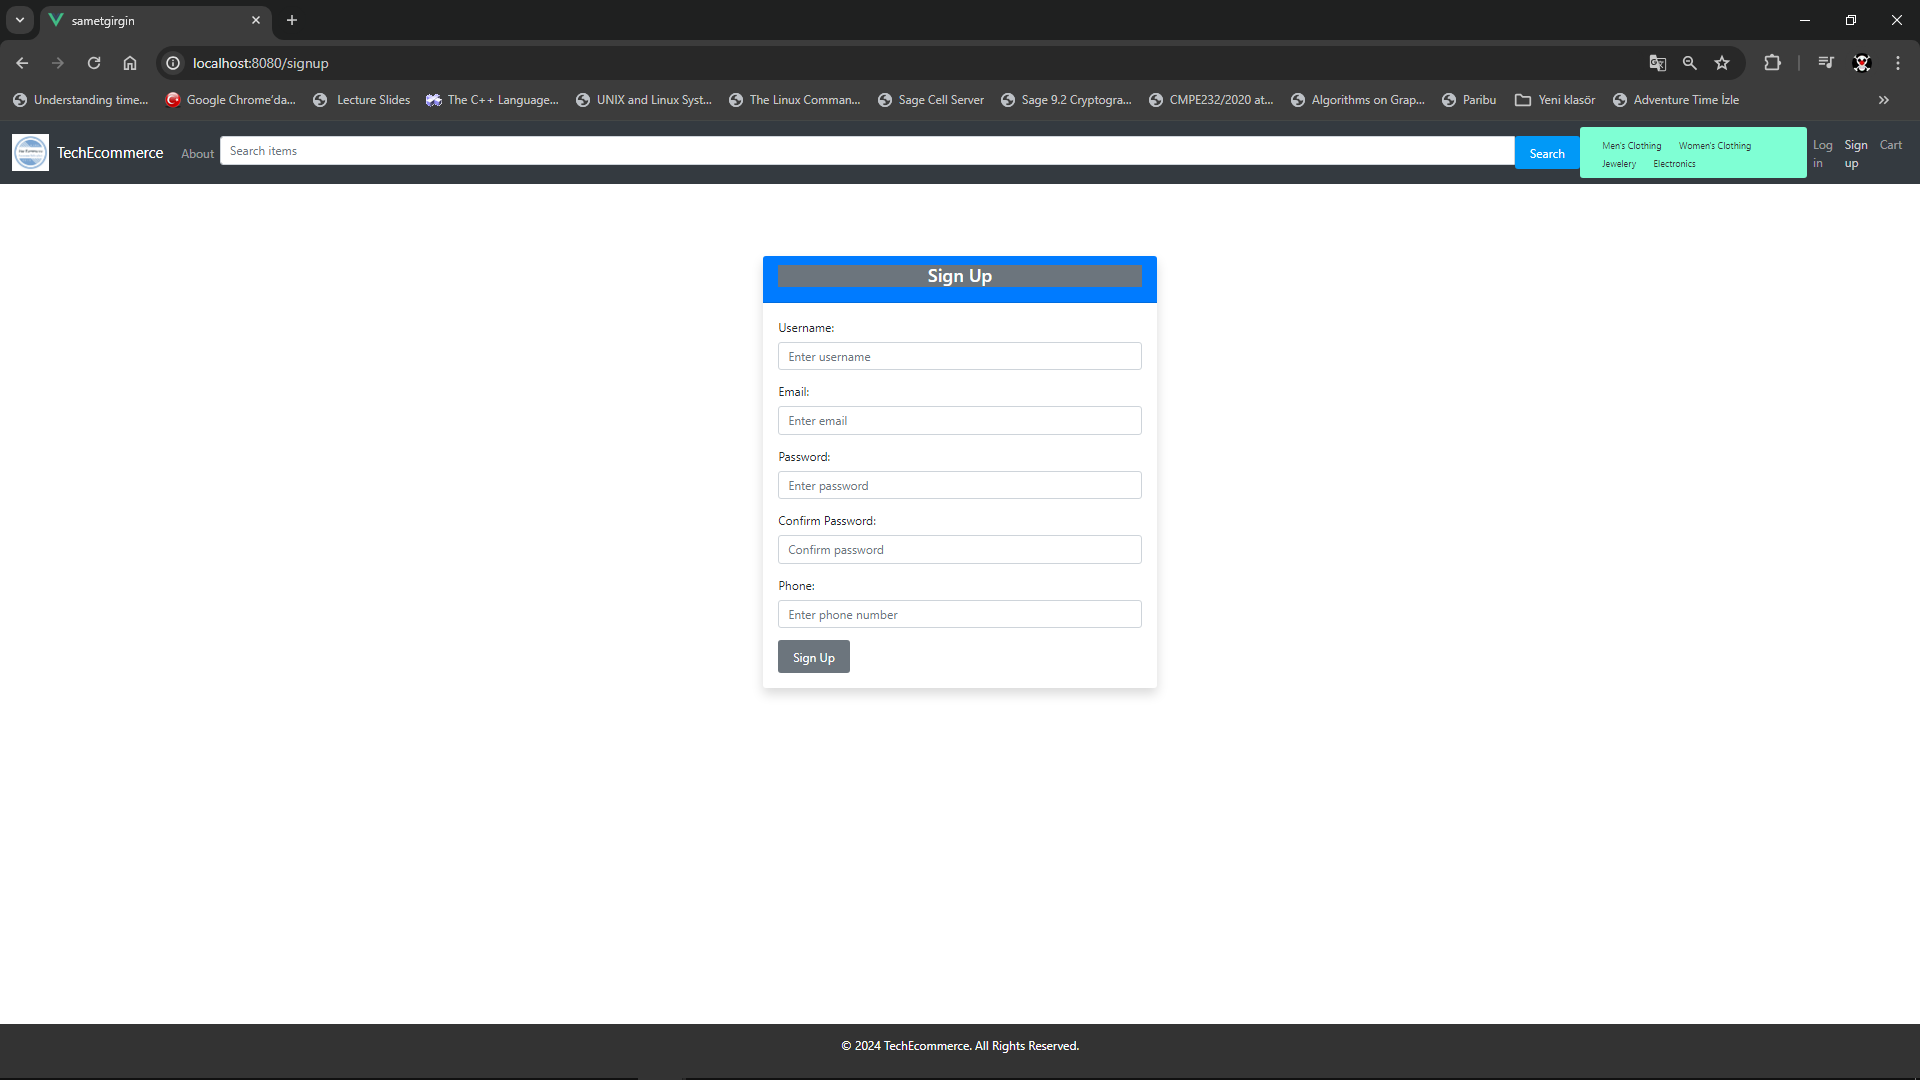 sametgirgin
localhost:8080/signup
Understanding time... Google Chrome'da... Lecture Slides The C++ Language... UNIX and Linux Syst... The Linux Comman... Sage Cell Server Sage 9.2 Cryptogra... CMPE232/2020 at... Algorithms on Grap... Paribu Yeni klasör Adventure Time İzle
TechEcommerce About Search items Search
Men's Clothing Women's Clothing
Jewelery Electronics
Log in
Sign up
Cart
Sign Up
Username:
Enter username
Email:
Enter email
Password:
Enter password
Confirm Password:
Confirm password
Phone:
Enter phone number
Sign Up
© 2024 TechEcommerce. All Rights Reserved.